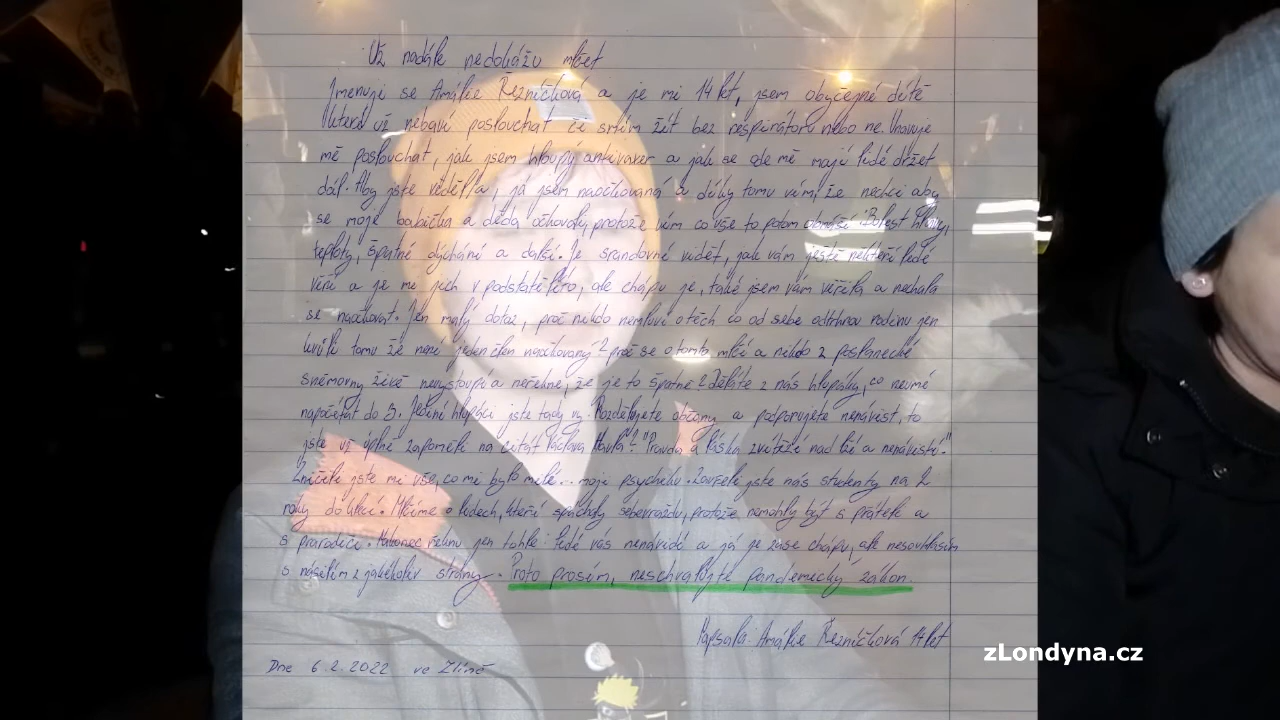 Už nadále nedokážu mlčet
Jmenuji se Amálie Řezníčková a je mi 14 let, jsem obyčejné dítě
které už nebaví poslouchat či smím žít bez respirátoru nebo ne. Unavuje
mě poslouchat, jak jsem hloupý antivaxer a jak se ode mě mají lidé držet
dál. Aby jste věděli, já jsem naočkovaná a díky tomu vím, že nechci aby
se moje babička a děda očkovali, protože vím co vše to potom obnáší. Bolest hlavy,
teploty, špatné dýchání a další. Je srandovné vidět, jak vám ještě někteří lidé
věří a je mi jich v podstatě líto, ale chápu je, také jsem vám věřila a nechala
se naočkovat. Jen malý dotaz, proč nikdo nemluví o těch co od sebe odtrhnou rodinu jen
kvůli tomu že není jeden člen naočkovaný? proč se o tomto mlčí a nikdo z poslanecké
sněmovny živě nevystoupí a neřekne, že je to špatné? Děláte z nás hlupáky, co neumí
napočítat do 3. Jediní hlupáci jste tady vy. Rozdělujete občany a podporujete nenávist, to
jste už úplně zapoměli na citát Václava Havla?! "Pravda a láska zvítězí nad lží a nenávistí."
Zničili jste mi vše, co mi bylo milé... moji psychiku. Zavřeli jste nás studenty na 2
roky do klecí. Mlčíme o lidech, kteří spáchaly sebevraždu, protože nemohly být s přáteli a
s prarodiči. Nakonec řeknu jen tohle: lidé vás nenávidí a já je zase chápu, ale nesouhlasím
s násilím z jakékoliv strany. Proto prosím, neschvalujte pandemický zákon.
Napsala: Amálie Řezníčková 14 let
Dne 6.2.2022 ve Zlíně
zLondyna.cz